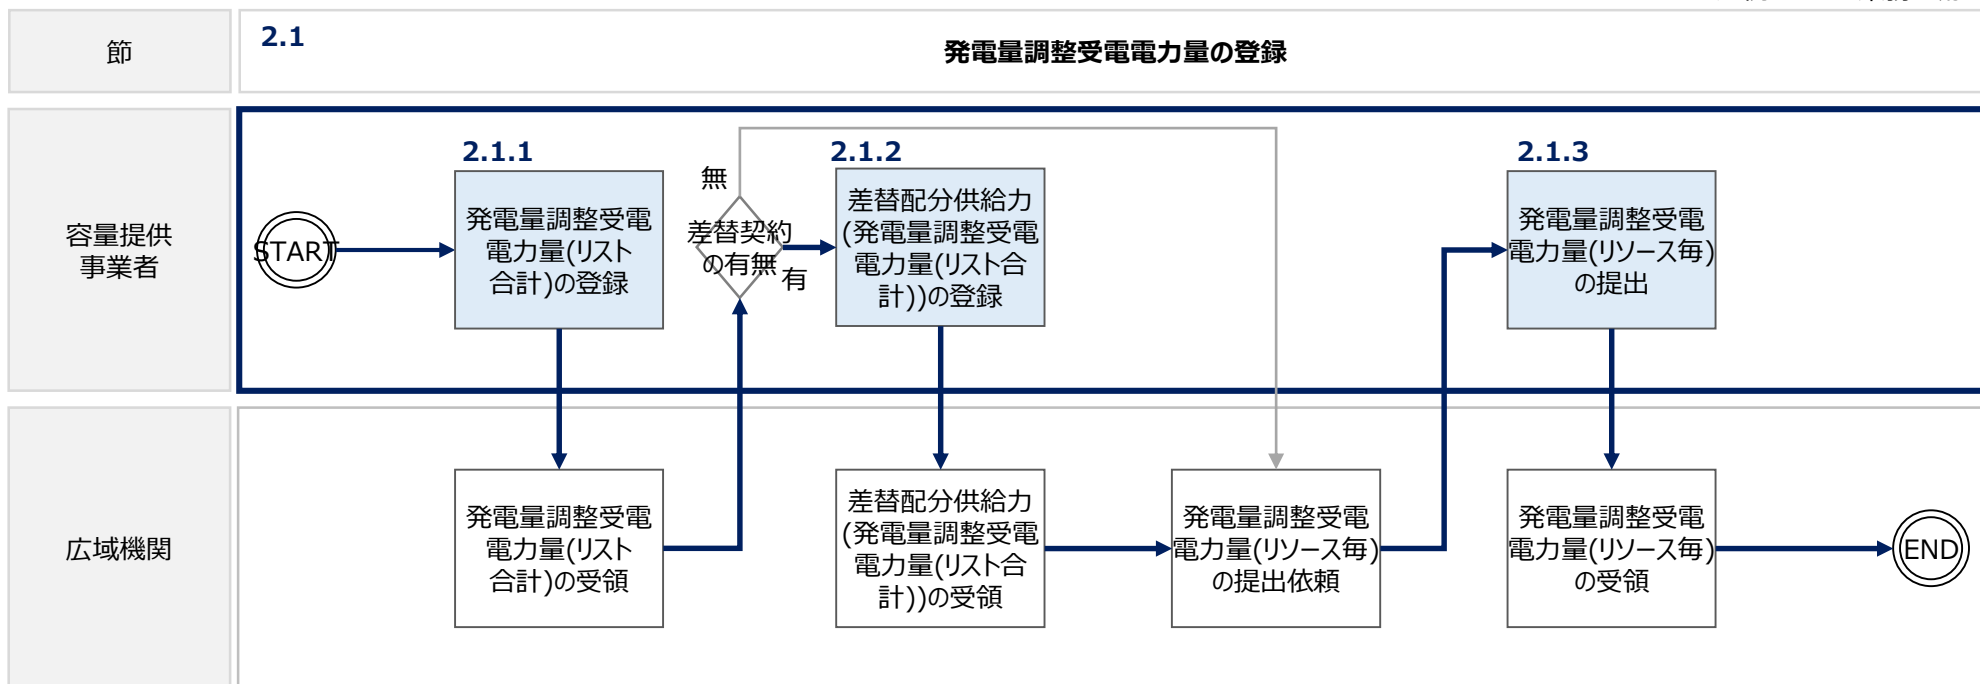 節
2.1
発電量調整受電電力量の登録
容量提供
事業者
START
2.1.1
発電量調整受電
電力量(リスト
合計)の登録
無
差替契約
の有無
有
2.1.2
差替配分供給力
(発電量調整受電
電力量(リスト合
計))の登録
2.1.3
発電量調整受電
電力量(リソース毎)
の提出
広域機関
発電量調整受電
電力量(リスト
合計)の受領
差替配分供給力
(発電量調整受電
電力量(リスト合
計))の受領
発電量調整受電
電力量(リソース毎)
の提出依頼
発電量調整受電
電力量(リソース毎)
の受領
END